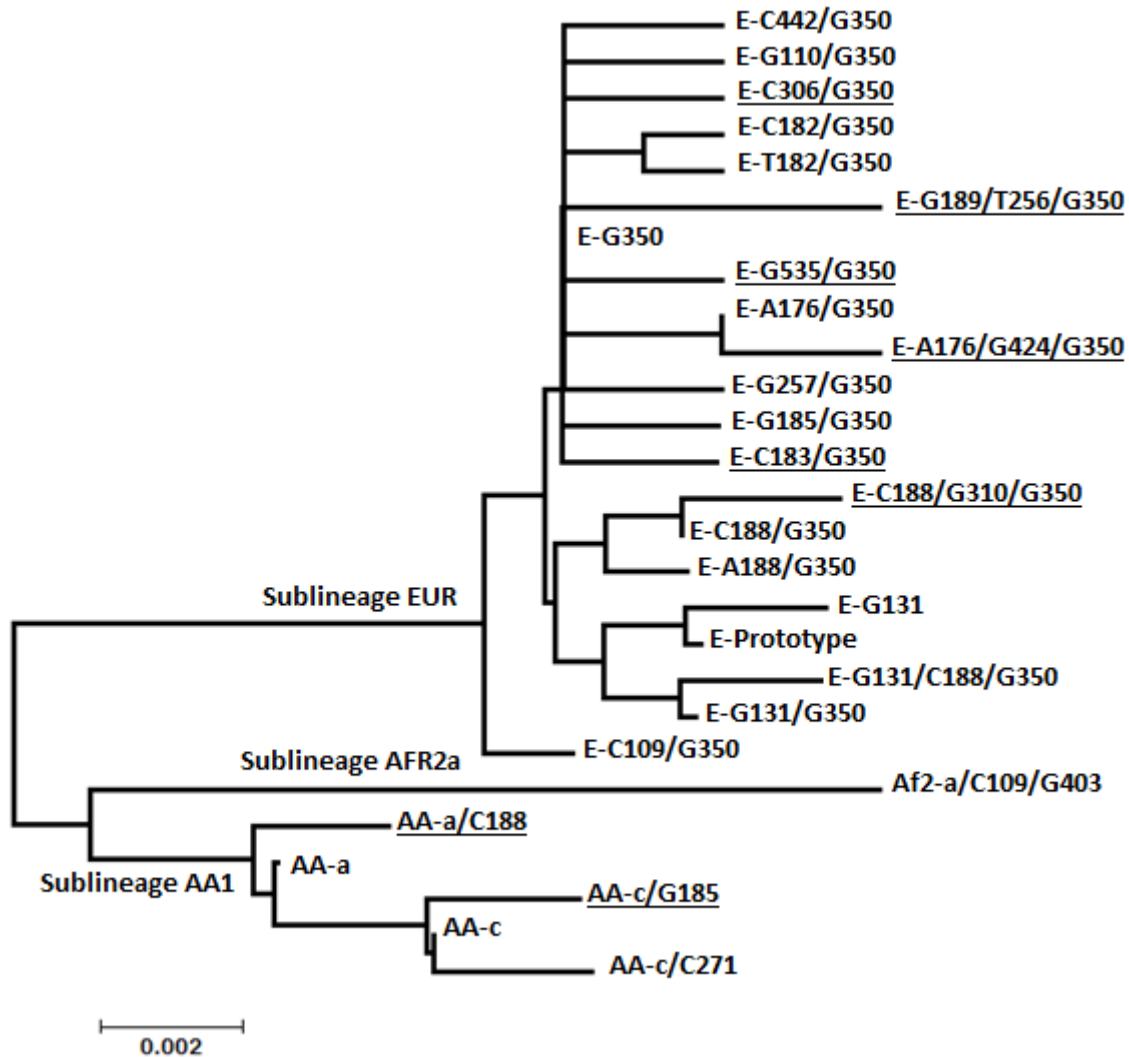 E-C442/G350
E-G110/G350
E-C306/G350
E-C182/G350
E-T182/G350
E-G189/T256/G350
E-G350
E-G535/G350
E-A176/G350
E-A176/G424/G350
E-G257/G350
E-G185/G350
E-C183/G350
E-C188/G310/G350
E-C188/G350
E-A188/G350
Sublineage EUR
E-G131
E-Prototype
E-G131/C188/G350
E-G131/G350
E-C109/G350
Sublineage AFR2a
Af2-a/C109/G403
AA-a/C188
AA-a
Sublineage AA1
AA-c/G185
AA-c
AA-c/C271
0.002